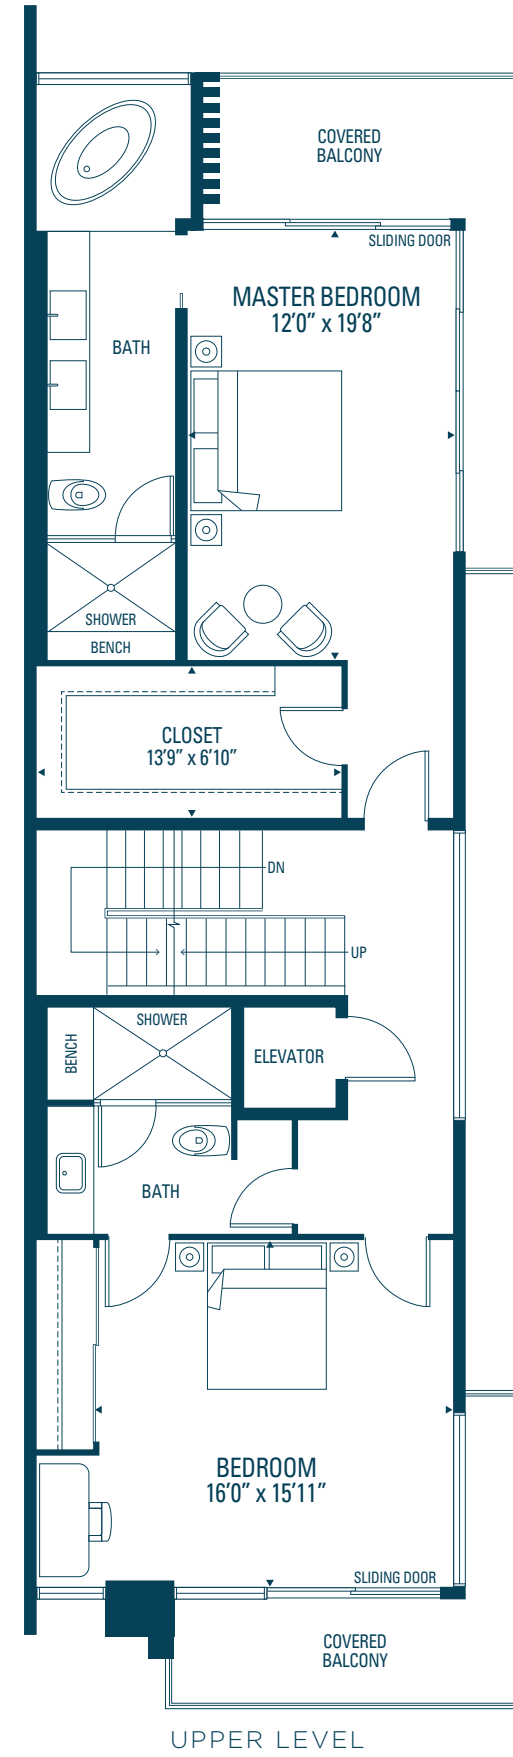 COVERED
BALCONY
SLIDING DOOR
MASTER BEDROOM
12'0” x 19'8”
BATH
SHOWER
BENCH
CLOSET
13'9” x 6'10”
DN
UP
SHOWER
BENCH
ELEVATOR
BATH
BEDROOM
16'0” x 15'11”
SLIDING DOOR
COVERED
BALCONY
UPPER LEVEL